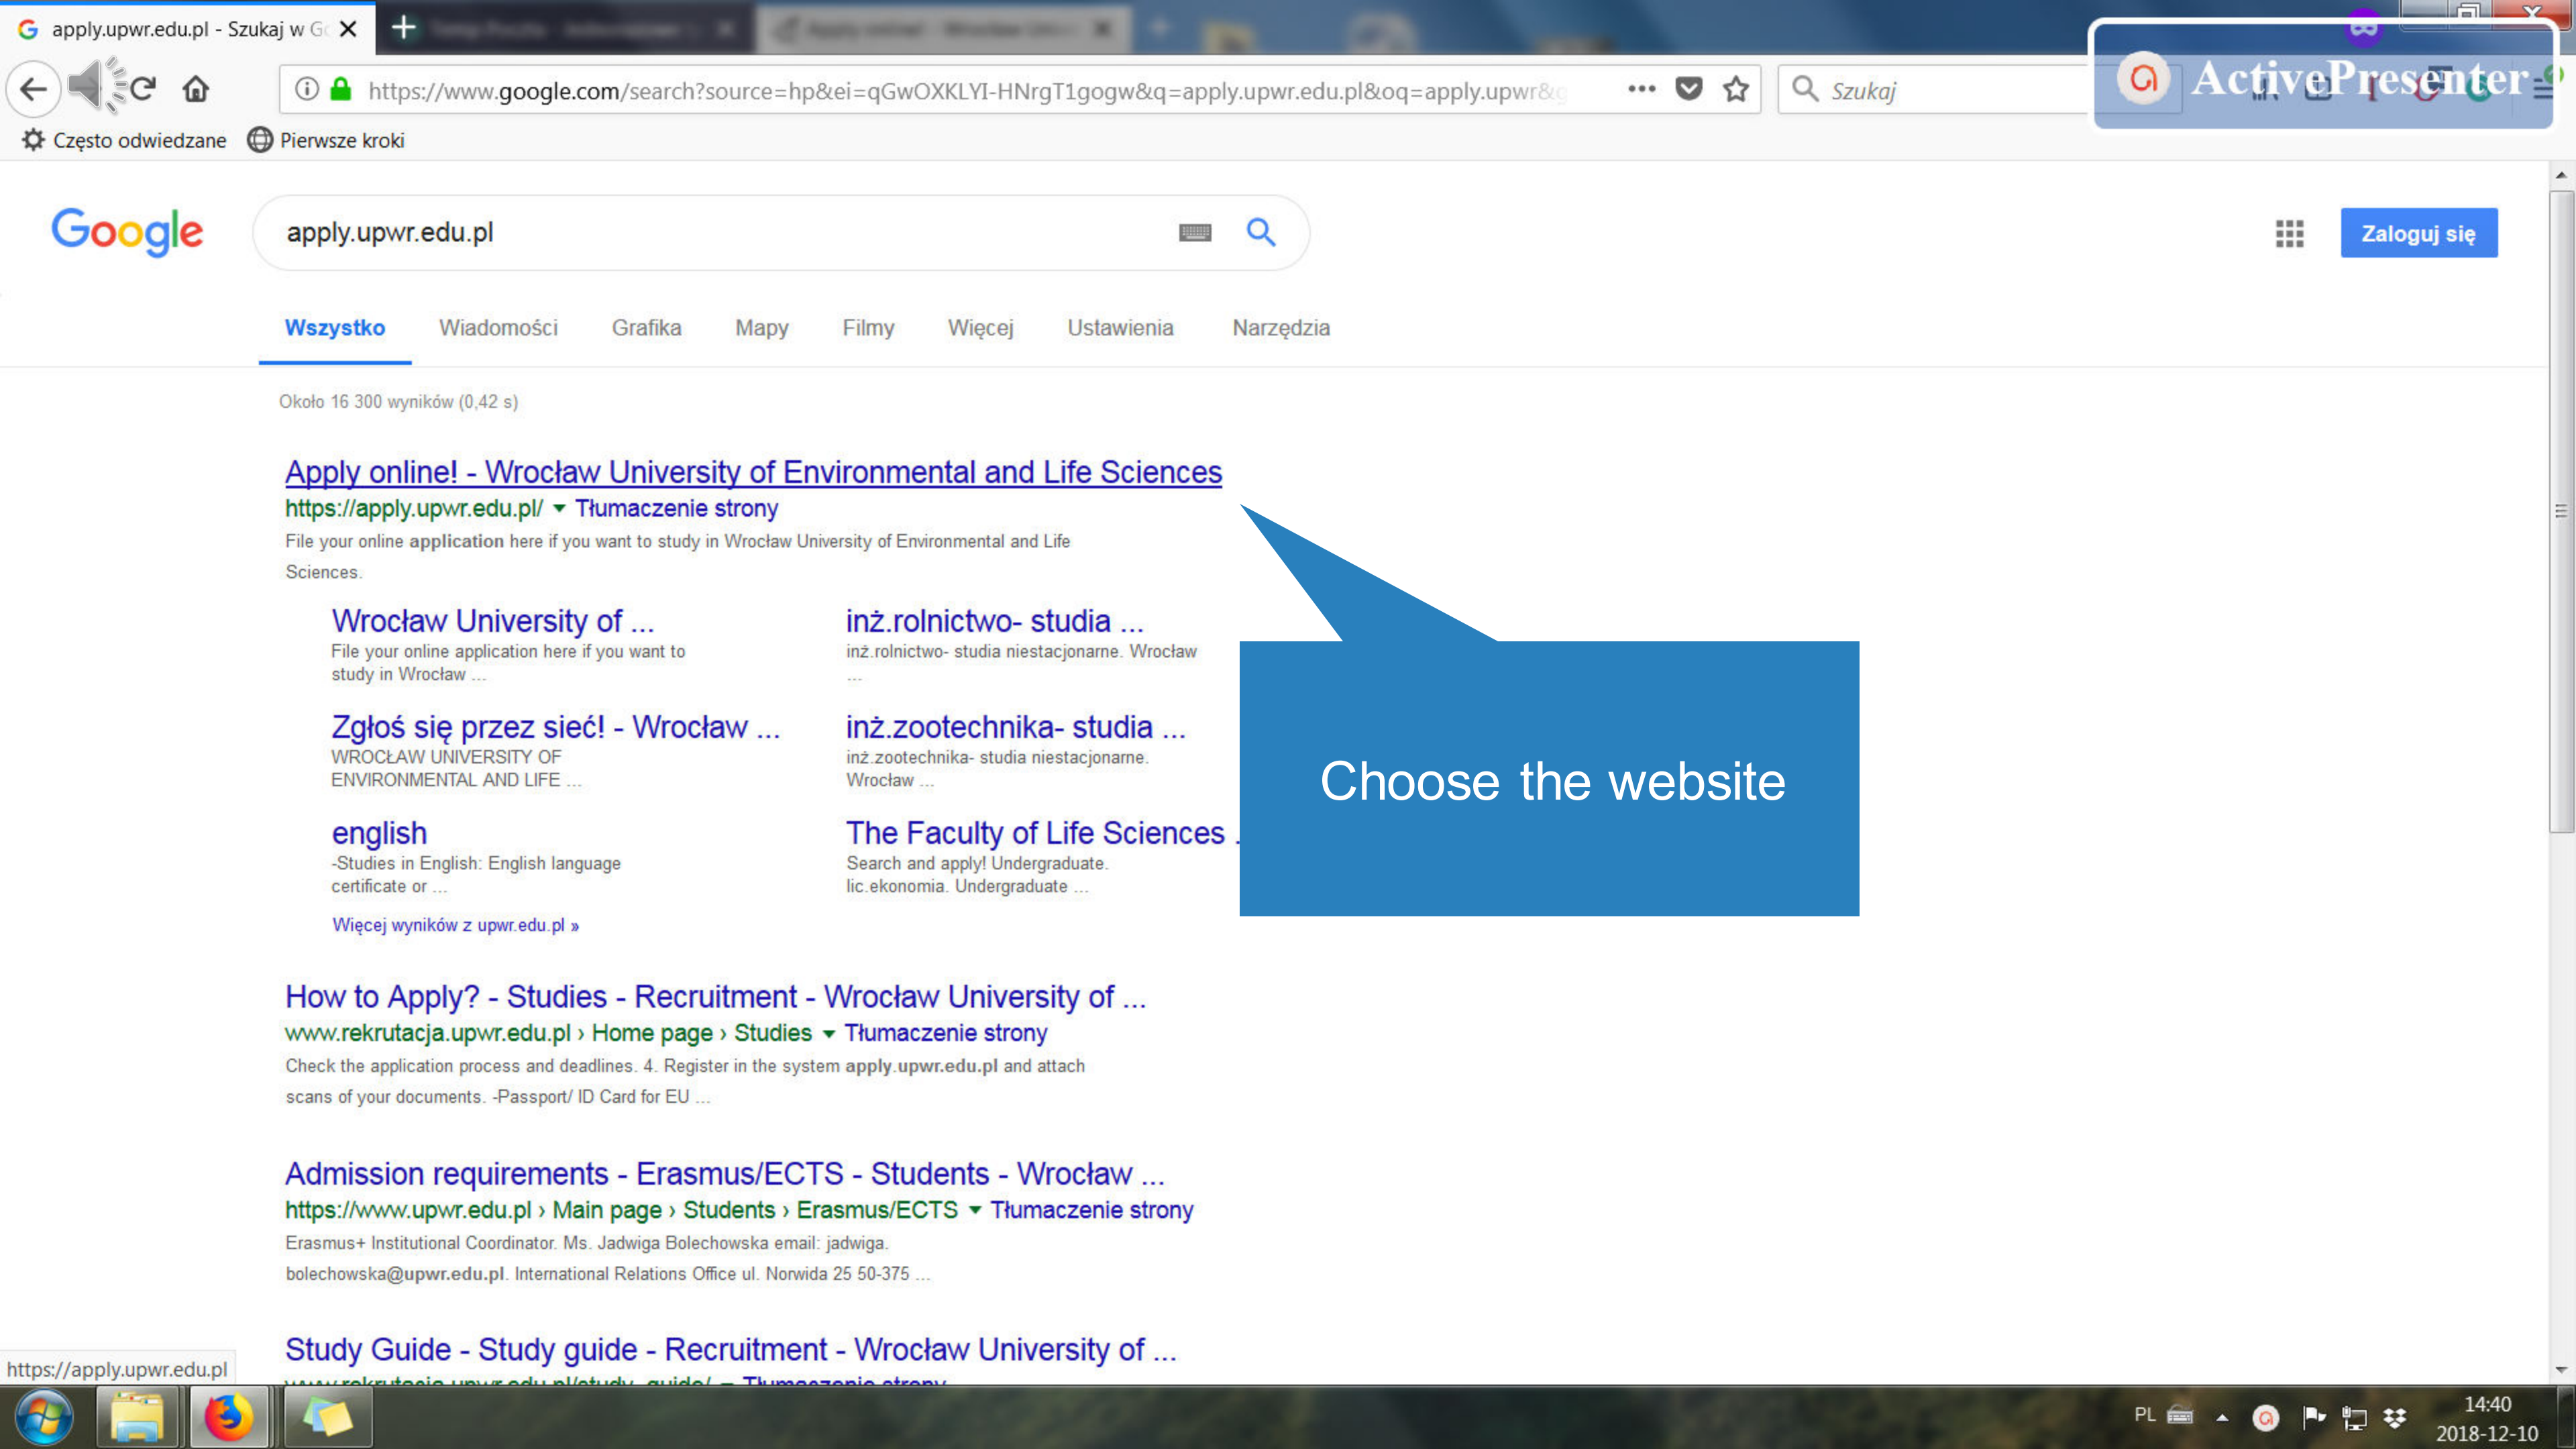 apply.upwr.edu.pl - Szukaj w Go
https://www.google.com/search?source=hp&ei=qGwOXKLYI-HNrgT1gogw&q=apply.upwr.edu.pl&oq=apply.upwr&g
Szukaj
ActivePresenter
Często odwiedzane Pierwsze kroki
Google
apply.upwr.edu.pl
Zaloguj się
Wszystko Wiadomości Grafika Mapy Filmy Więcej Ustawienia Narzędzia
Około 16 300 wyników (0,42 s)
Apply online! - Wrocław University of Environmental and Life Sciences
https://apply.upwr.edu.pl/ Tłumaczenie strony
File your online application here if you want to study in Wrocław University of Environmental and Life
Sciences.
Wrocław University of ...
File your online application here if you want to
study in Wrocław ...
inż.rolnictwo- studia ...
inż.rolnictwo- studia niestacjonarne. Wrocław
...
Zgłoś się przez sieć! - Wrocław ...
WROCŁAW UNIVERSITY OF
ENVIRONMENTAL AND LIFE ...
inż.zootechnika- studia ...
inż.zootechnika- studia niestacjonarne.
Wrocław ...
english
-Studies in English: English language
certificate or ...
The Faculty of Life Sciences .
Search and apply! Undergraduate.
lic.ekonomia. Undergraduate ...
Więcej wyników z upwr.edu.pl »
Choose the website
How to Apply? - Studies - Recruitment - Wrocław University of ...
www.rekrutacja.upwr.edu.pl › Home page › Studies Tłumaczenie strony
Check the application process and deadlines. 4. Register in the system apply.upwr.edu.pl and attach
scans of your documents. -Passport/ ID Card for EU ...
Admission requirements - Erasmus/ECTS - Students - Wrocław ...
https://www.upwr.edu.pl › Main page › Students › Erasmus/ECTS Tłumaczenie strony
Erasmus+ Institutional Coordinator. Ms. Jadwiga Bolechowska email: jadwiga.
bolechowska@upwr.edu.pl. International Relations Office ul. Norwida 25 50-375 ...
Study Guide - Study guide - Recruitment - Wrocław University of ...
www.rekrutacja.upwr.edu.pl/study_guide/ Tłumaczenie strony
https://apply.upwr.edu.pl
PL
14:40
2018-12-10